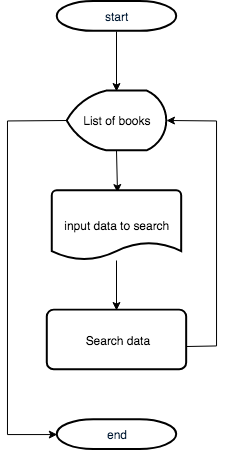 start
List of books
input data to search
Search data
end